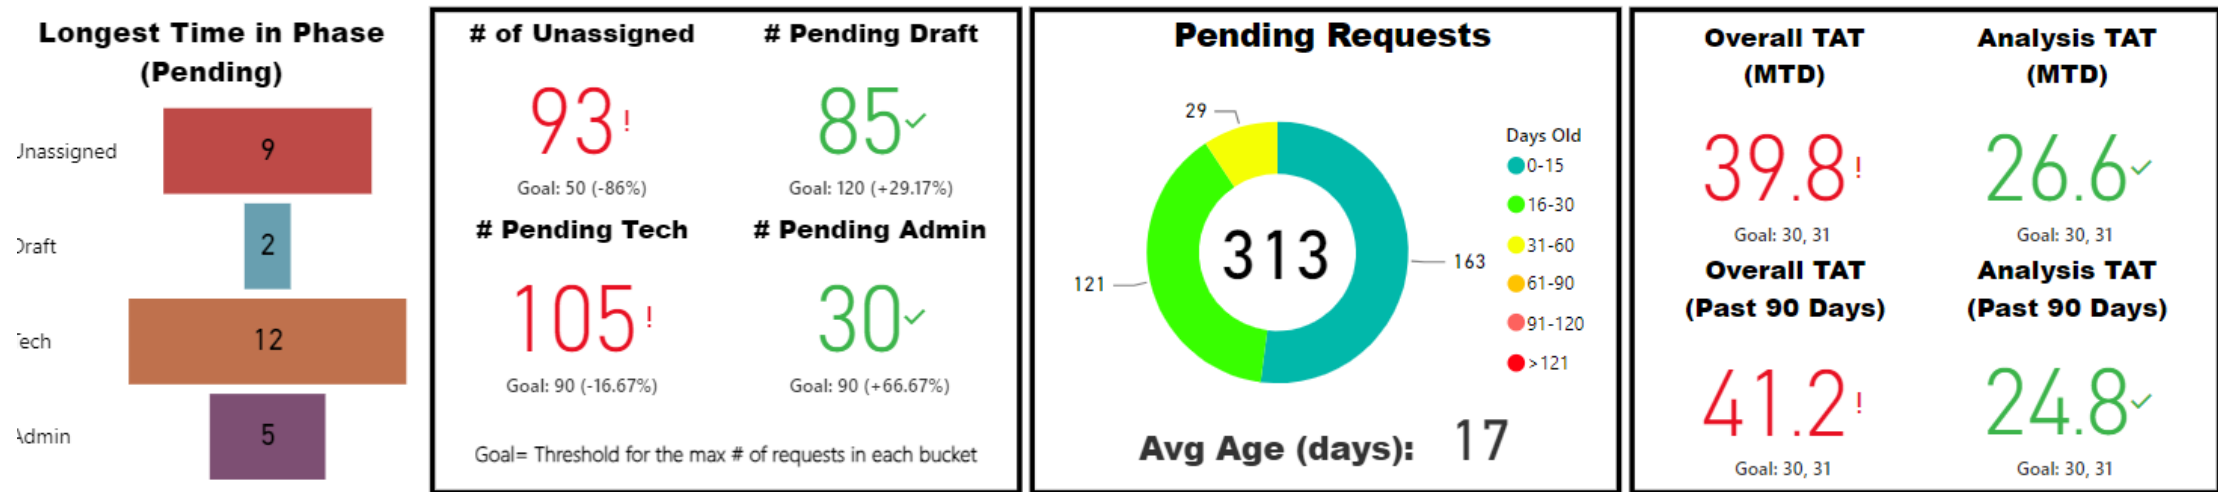 Longest Time in Phase
(Pending)
Unassigned
9
Draft
2
Tech
12
Admin
5
# of Unassigned
93!
Goal: 50 (-86%)
# Pending Draft
85
Goal: 120 (+29.17%)
# Pending Tech
105!
Goal: 90 (-16.67%)
# Pending Admin
30
Goal: 90 (+66.67%)
Goal= Threshold for the max # of requests in each bucket
Pending Requests
29
121
163
313
Days Old
0-15
16-30
31-60
61-90
91-120
>121
Avg Age (days): 17
Overall TAT
(MTD)
39.8!
Goal: 30, 31
Analysis TAT
(MTD)
26.6
Goal: 30, 31
Overall TAT
(Past 90 Days)
41.2!
Goal: 30, 31
Analysis TAT
(Past 90 Days)
24.8
Goal: 30, 31